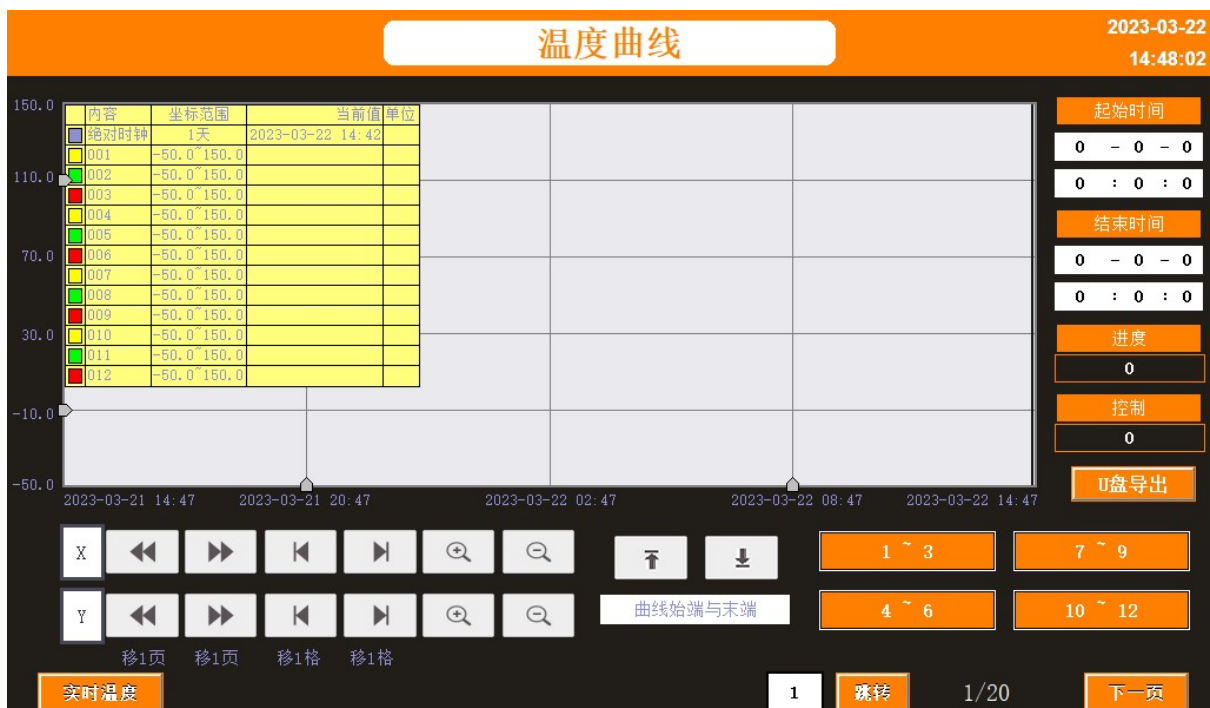 温度曲线
2023-03-22
14:48:02
150.0
110.0
70.0
30.0
-10.0
-50.0
内容 坐标范围 当前值 单位
绝对时钟 1天 2023-03-22 14:42
001 -50.0~150.0
002 -50.0~150.0
003 -50.0~150.0
004 -50.0~150.0
005 -50.0~150.0
006 -50.0~150.0
007 -50.0~150.0
008 -50.0~150.0
009 -50.0~150.0
010 -50.0~150.0
011 -50.0~150.0
012 -50.0~150.0
2023-03-21 14:47 2023-03-21 20:47 2023-03-22 02:47 2023-03-22 08:47 2023-03-22 14:47
起始时间
0 - 0 - 0
0 : 0 : 0
结束时间
0 - 0 - 0
0 : 0 : 0
进度
0
控制
0
U盘导出
X
Y
移1页 移1页 移1格 移1格
曲线始端与末端
1 ~ 3 7 ~ 9
4 ~ 6 10 ~ 12
实时温度 1 跳转 1/20 下一页